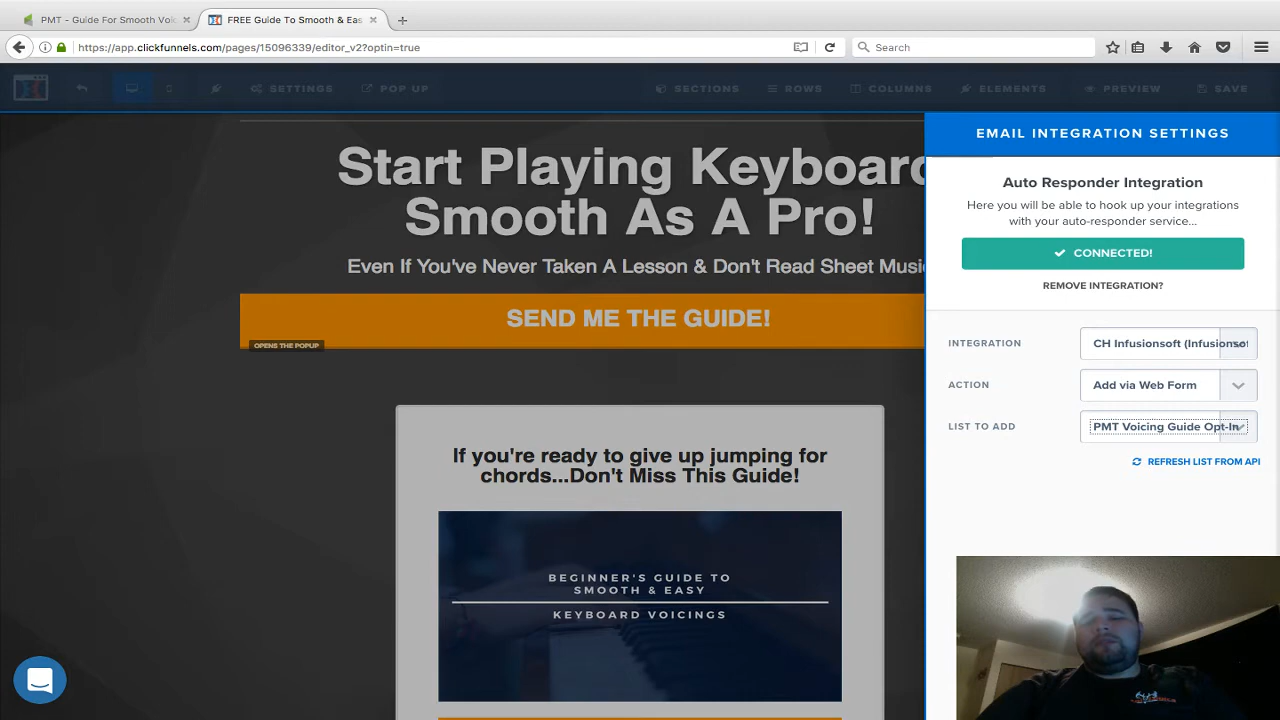 PMT - Guide For Smooth Voic
FREE Guide To Smooth & Eas
https://app.clickfunnels.com/pages/15096339/editor_v2?optin=true
Search
SETTINGS
POP UP
SECTIONS
ROWS
COLUMNS
ELEMENTS
PREVIEW
SAVE
Start Playing Keyboard
Smooth As A Pro!
Even If You've Never Taken A Lesson & Don't Read Sheet Music
SEND ME THE GUIDE!
OPENS THE POPUP
If you're ready to give up jumping for
chords...Don't Miss This Guide!
BEGINNER'S GUIDE TO
SMOOTH & EASY
KEYBOARD VOICINGS
EMAIL INTEGRATION SETTINGS
Auto Responder Integration
Here you will be able to hook up your integrations
with your auto-responder service...
CONNECTED!
REMOVE INTEGRATION?
INTEGRATION
CH Infusionsoft (Infusionsoft
ACTION
Add via Web Form
LIST TO ADD
PMT Voicing Guide Opt-In
REFRESH LIST FROM API